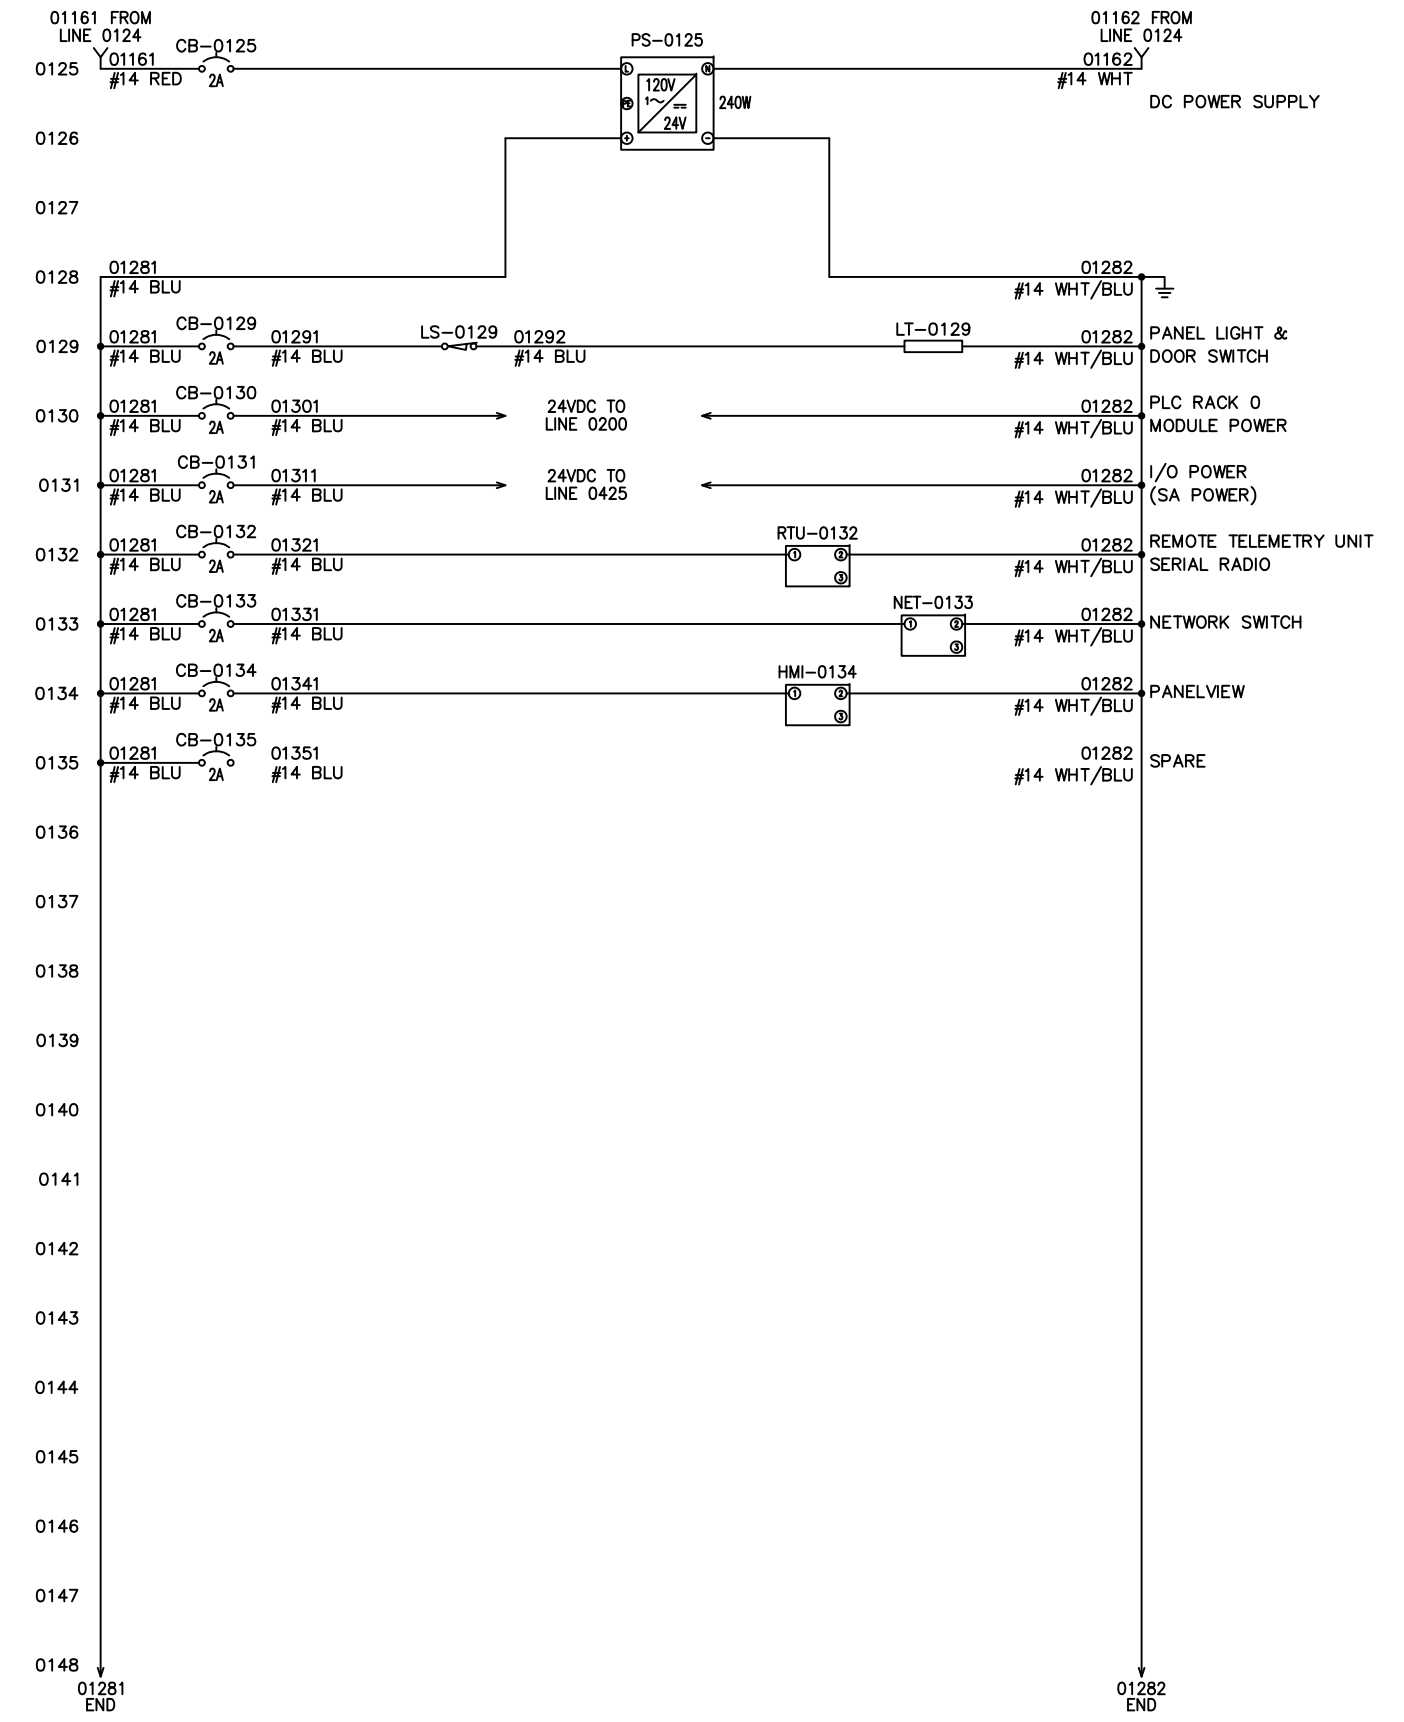 01161 FROM
LINE 0124
01162 FROM
LINE 0124
CB-0125
PS-0125
0125
01161
#14 RED
2A
L
N
120V
1~
24V
PE
+
-
240W
01162
#14 WHT
DC POWER SUPPLY
0126
0127
0128
01281
#14 BLU
01282
#14 WHT/BLU
0129
01281
#14 BLU
CB-0129
2A
01291
#14 BLU
LS-0129
01292
#14 BLU
LT-0129
01282
#14 WHT/BLU
PANEL LIGHT &
DOOR SWITCH
0130
01281
#14 BLU
CB-0130
2A
01301
#14 BLU
24VDC TO
LINE 0200
01282
#14 WHT/BLU
PLC RACK 0
MODULE POWER
0131
01281
#14 BLU
CB-0131
2A
01311
#14 BLU
24VDC TO
LINE 0425
01282
#14 WHT/BLU
I/O POWER
(SA POWER)
0132
01281
#14 BLU
CB-0132
2A
01321
#14 BLU
RTU-0132
1
2
3
01282
#14 WHT/BLU
REMOTE TELEMETRY UNIT
SERIAL RADIO
0133
01281
#14 BLU
CB-0133
2A
01331
#14 BLU
NET-0133
1
2
3
01282
#14 WHT/BLU
NETWORK SWITCH
0134
01281
#14 BLU
CB-0134
2A
01341
#14 BLU
HMI-0134
1
2
3
01282
#14 WHT/BLU
PANELVIEW
0135
01281
#14 BLU
CB-0135
2A
01351
#14 BLU
01282
#14 WHT/BLU
SPARE
0136
0137
0138
0139
0140
0141
0142
0143
0144
0145
0146
0147
0148
01281
END
01282
END